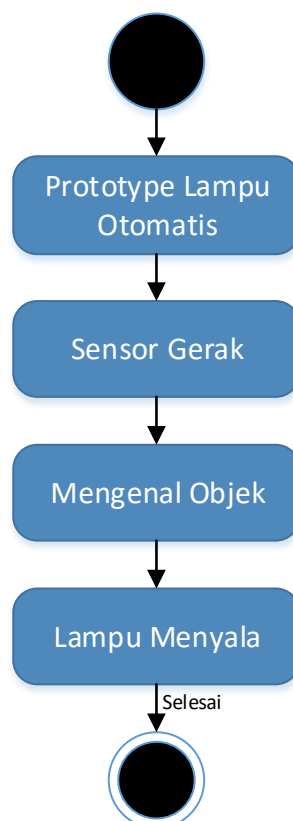 Prototype Lampu
Otomatis
Sensor Gerak
Mengenal Objek
Lampu Menyala
Selesai